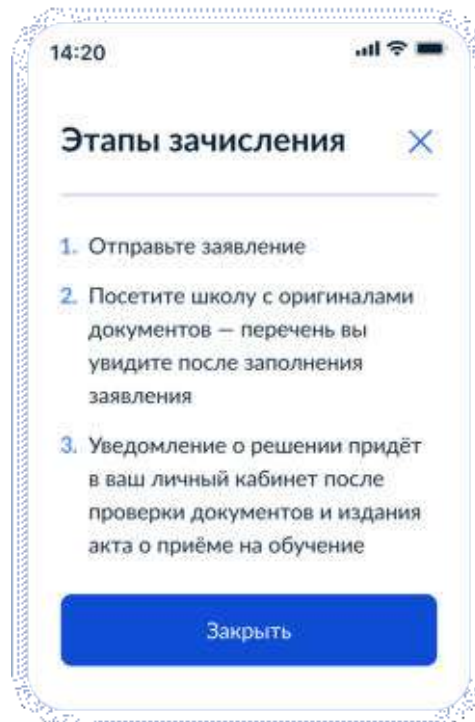 14:20
Этапы зачисления
1. Отправьте заявление
2. Посетите школу с оригиналами
документов — перечень вы
увидите после заполнения
заявления
3. Уведомление о решении придёт
в ваш личный кабинет после
проверки документов и издания
акта о приёме на обучение
Закрыть